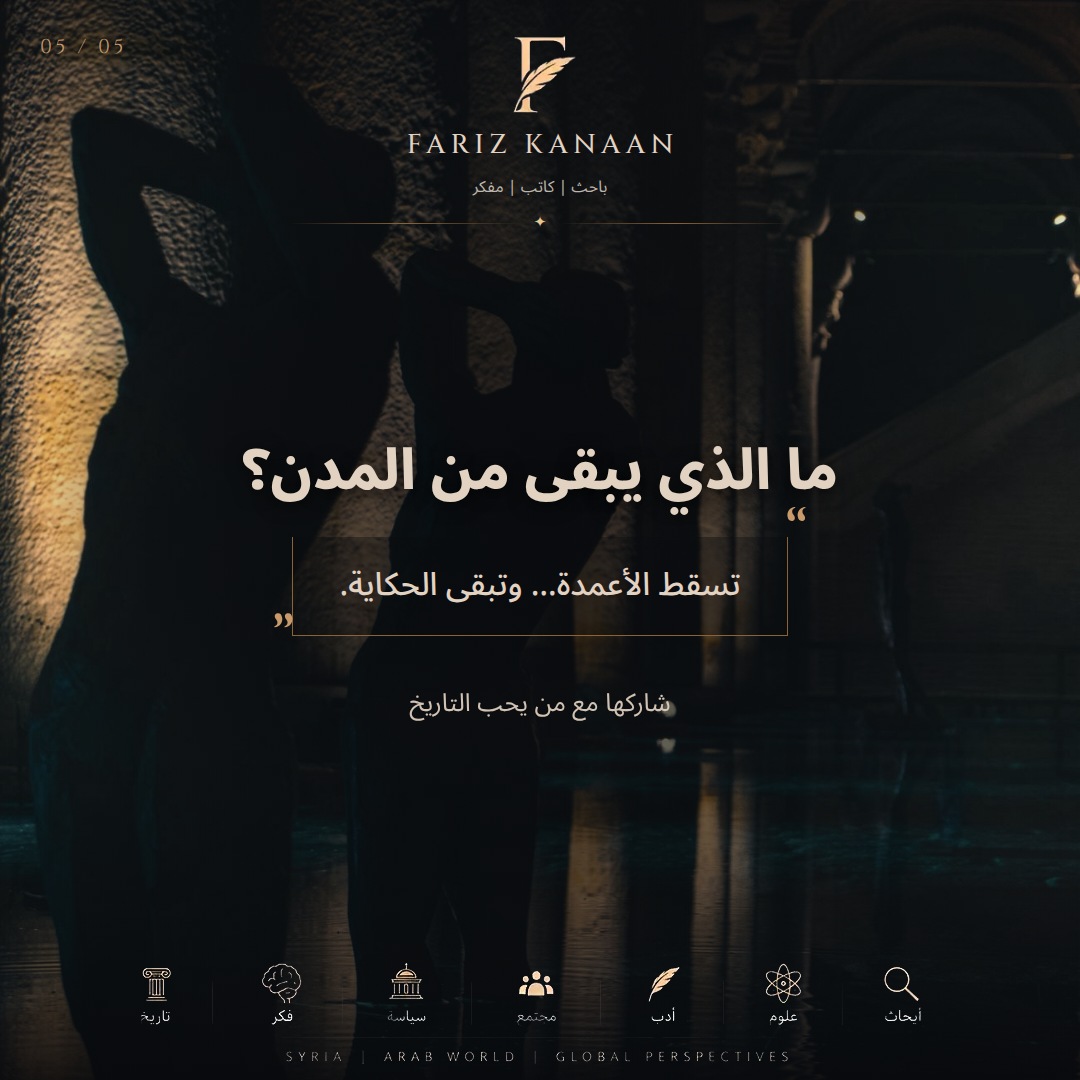 05 / 05
FARIZ KANAAN
باحث | كاتب | مفكر
ما الذي يبقى من المدن؟
“
تسقط الأعمدة... وتبقى الحكاية.
”
شاركها مع من يحب التاريخ
أبحاث
علوم
أدب
مجتمع
سياسة
فكر
تاريخ
SYRIA | ARAB WORLD | GLOBAL PERSPECTIVES